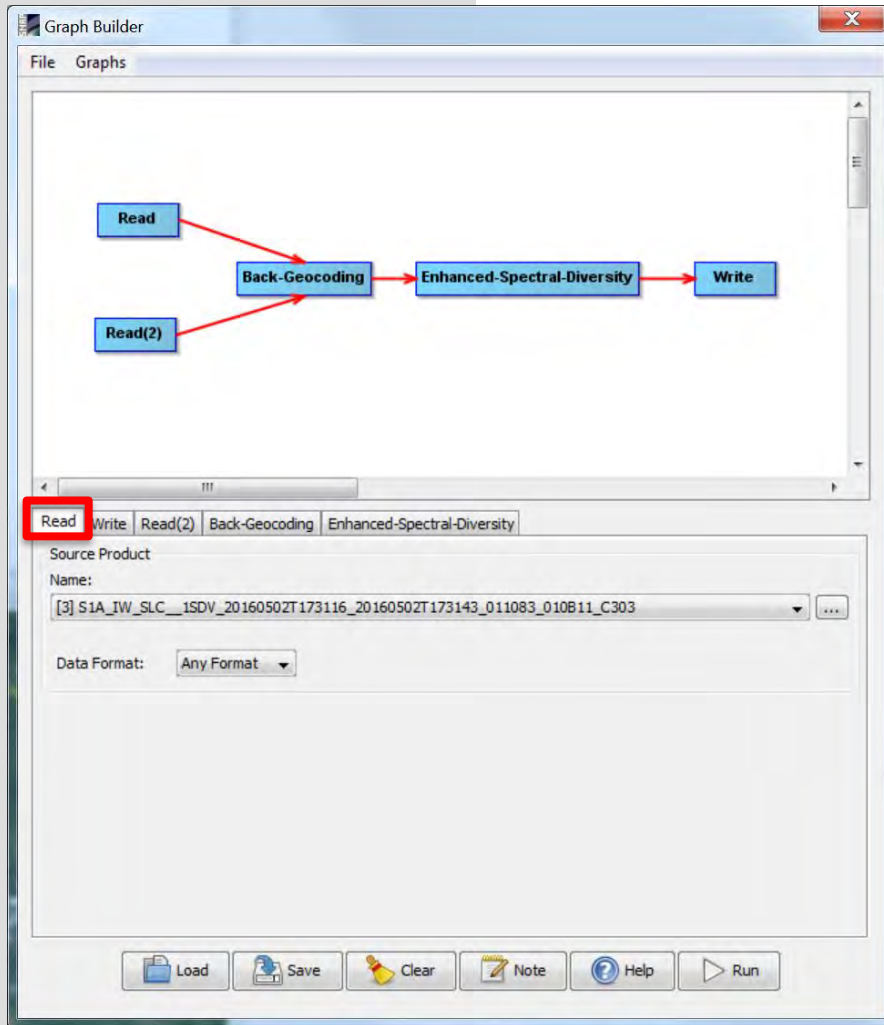 Graph Builder
File Graphs
Read
Back-Geocoding Enhanced-Spectral-Diversity Write
Read(2)
Read Write Read(2) Back-Geocoding Enhanced-Spectral-Diversity
Source Product
Name:
[3] S1A_IW_SLC__1SDV_20160502T173116_20160502T173143_011083_010B11_C303
...
Data Format: Any Format
Load Save Clear Note Help Run